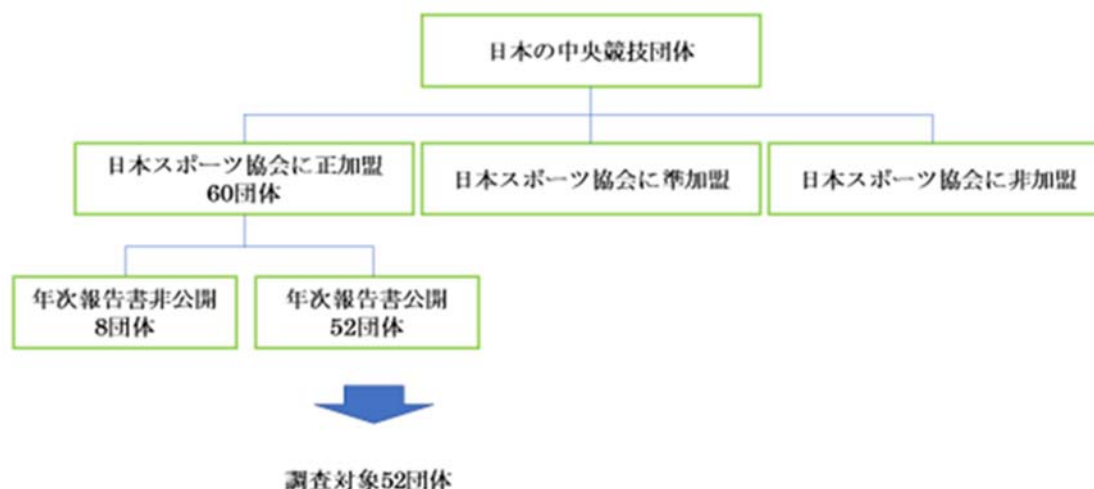 日本の中央競技団体
日本スポーツ協会に正加盟
60団体
日本スポーツ協会に準加盟
日本スポーツ協会に非加盟
年次報告書非公開
8団体
年次報告書公開
52団体
調査対象52団体